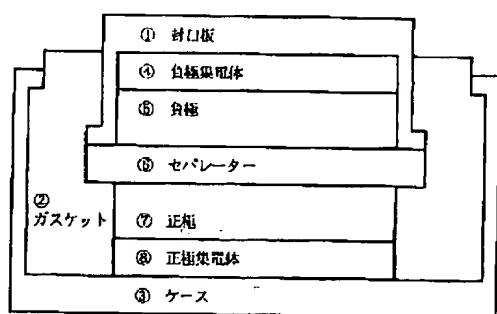 ① 封口板
④ 負極集電体
⑤ 負極
⑥ セパレーター
②
ガスケット
⑦ 正極
⑧ 正極集電体
③ ケース